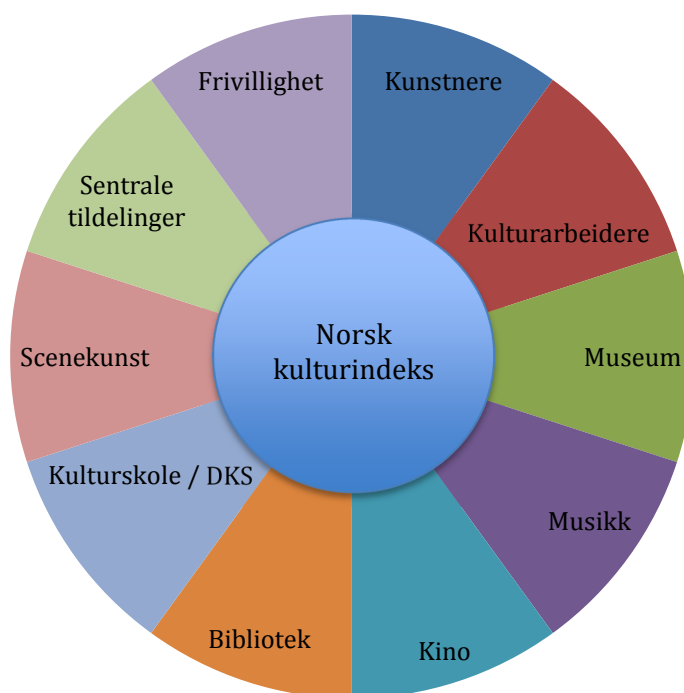 Frivillighet
Kunstnere
Sentrale
tildelinger
Kulturarbeidere
Norsk
kulturindeks
Scenekunst
Museum
Kulturskole / DKS
Musikk
Bibliotek
Kino